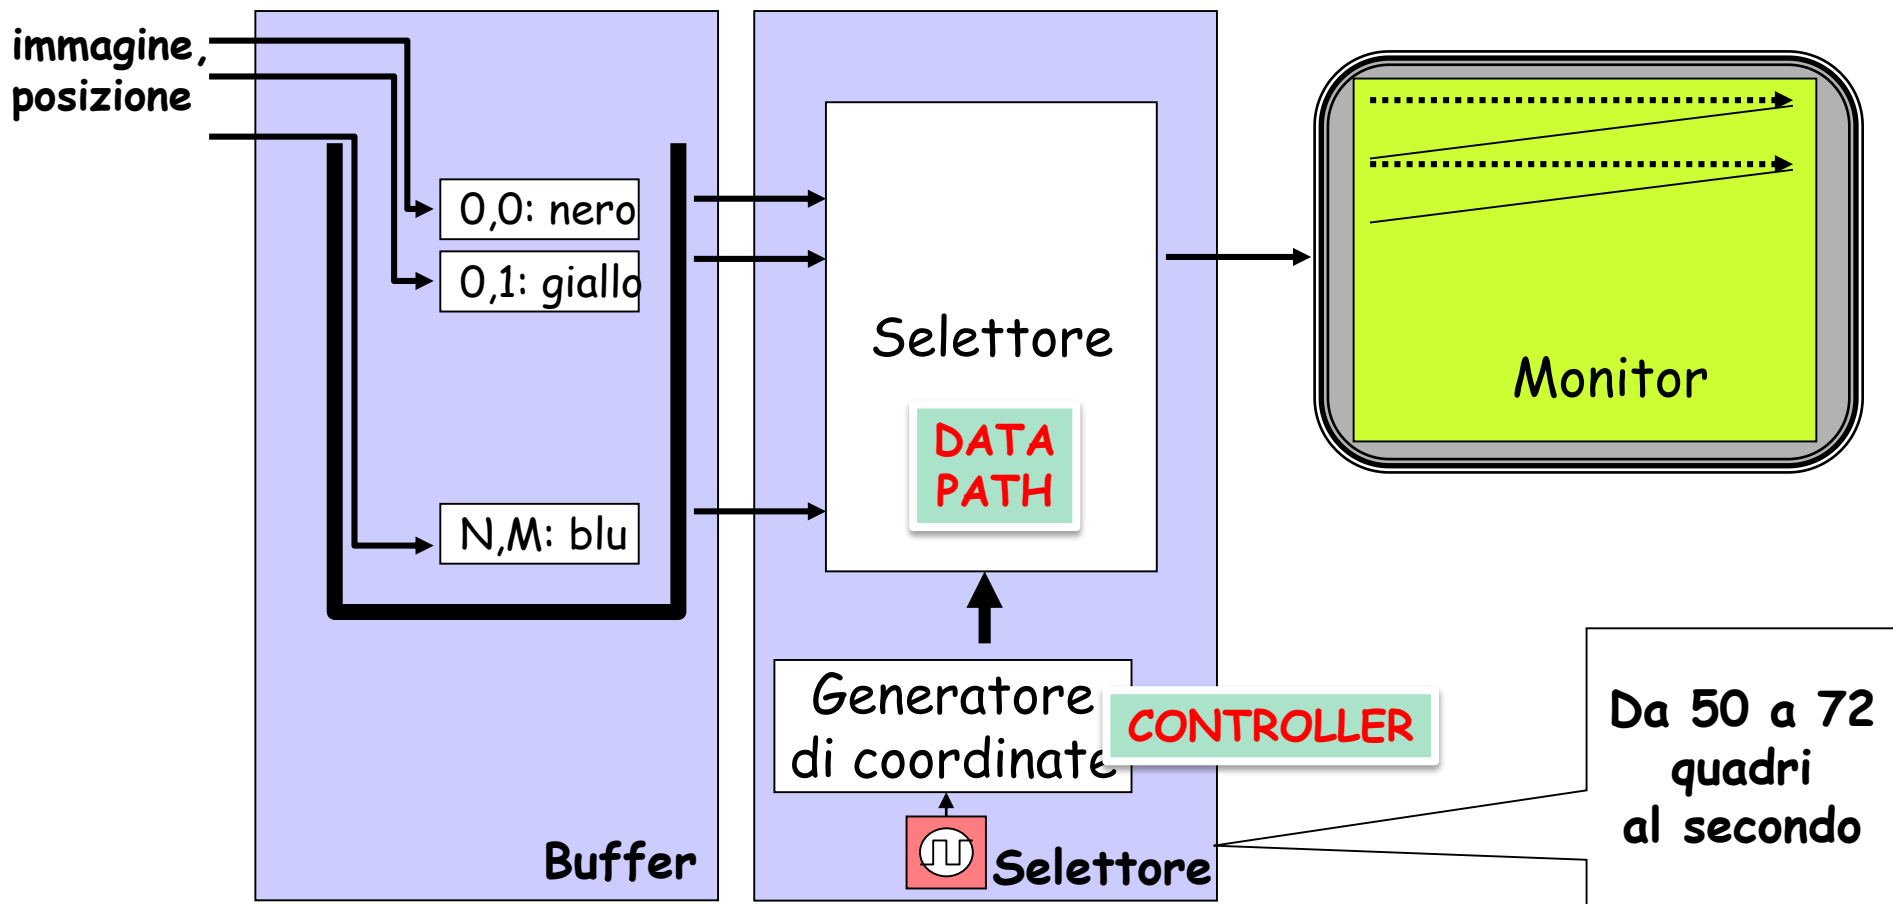 immagine,
posizione
0,0: nero
0,1: giallo
N,M: blu
Buffer
Selettore
DATA
PATH
Generatore
di coordinate
CONTROLLER
Selettore
Monitor
Da 50 a 72
quadri
al secondo